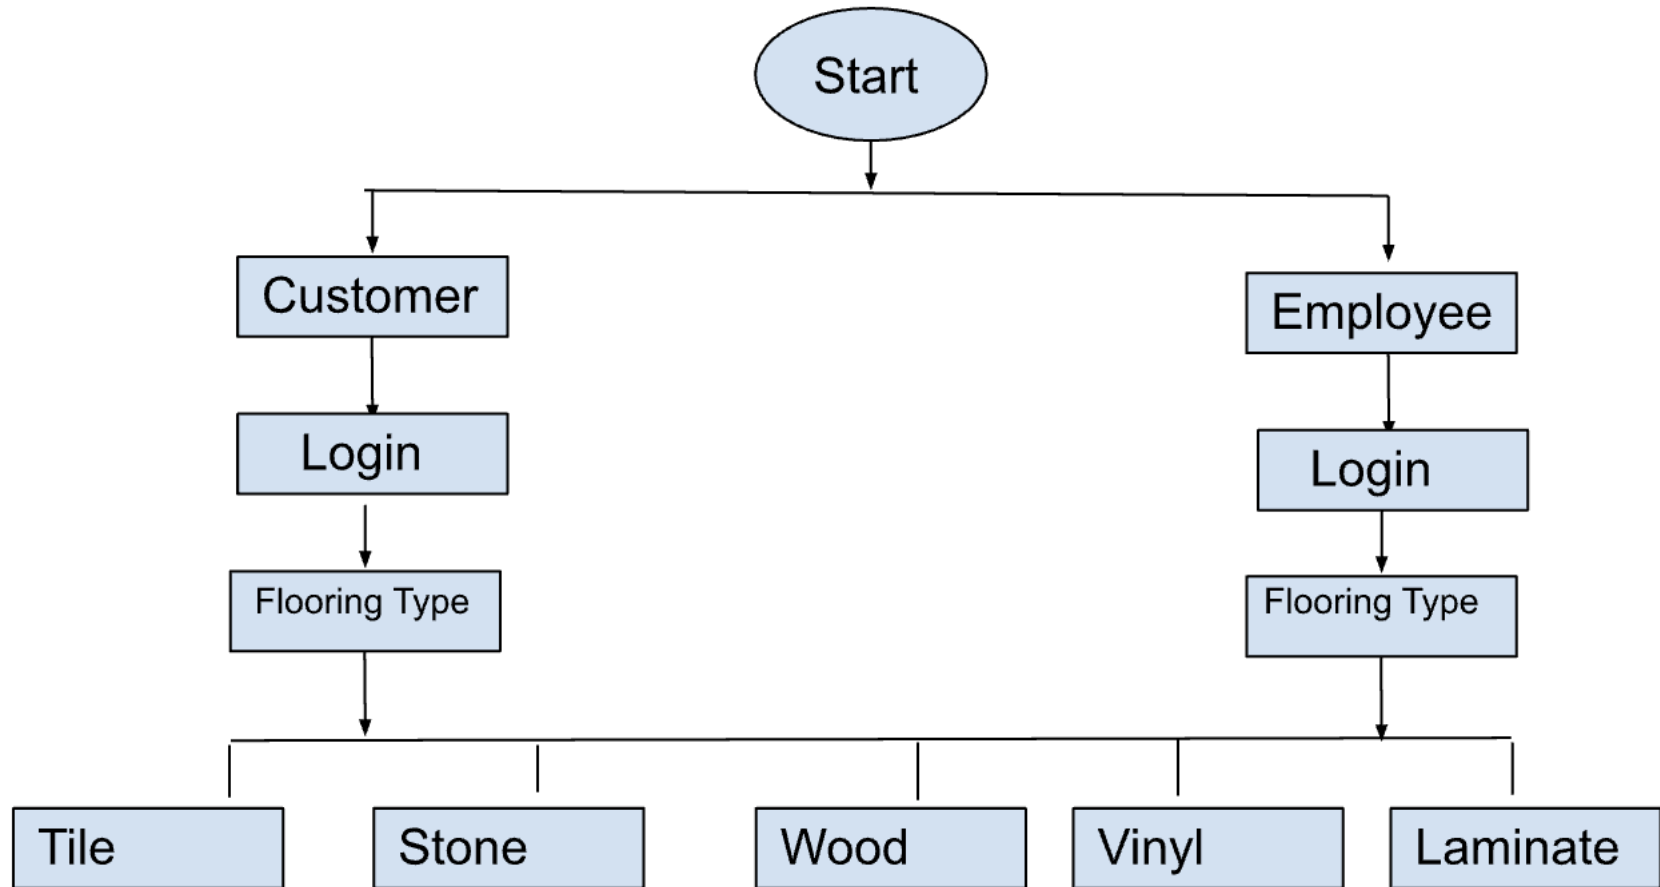 Start
Customer
Employee
Login
Login
Flooring Type
Flooring Type
Tile
Stone
Wood
Vinyl
Laminate